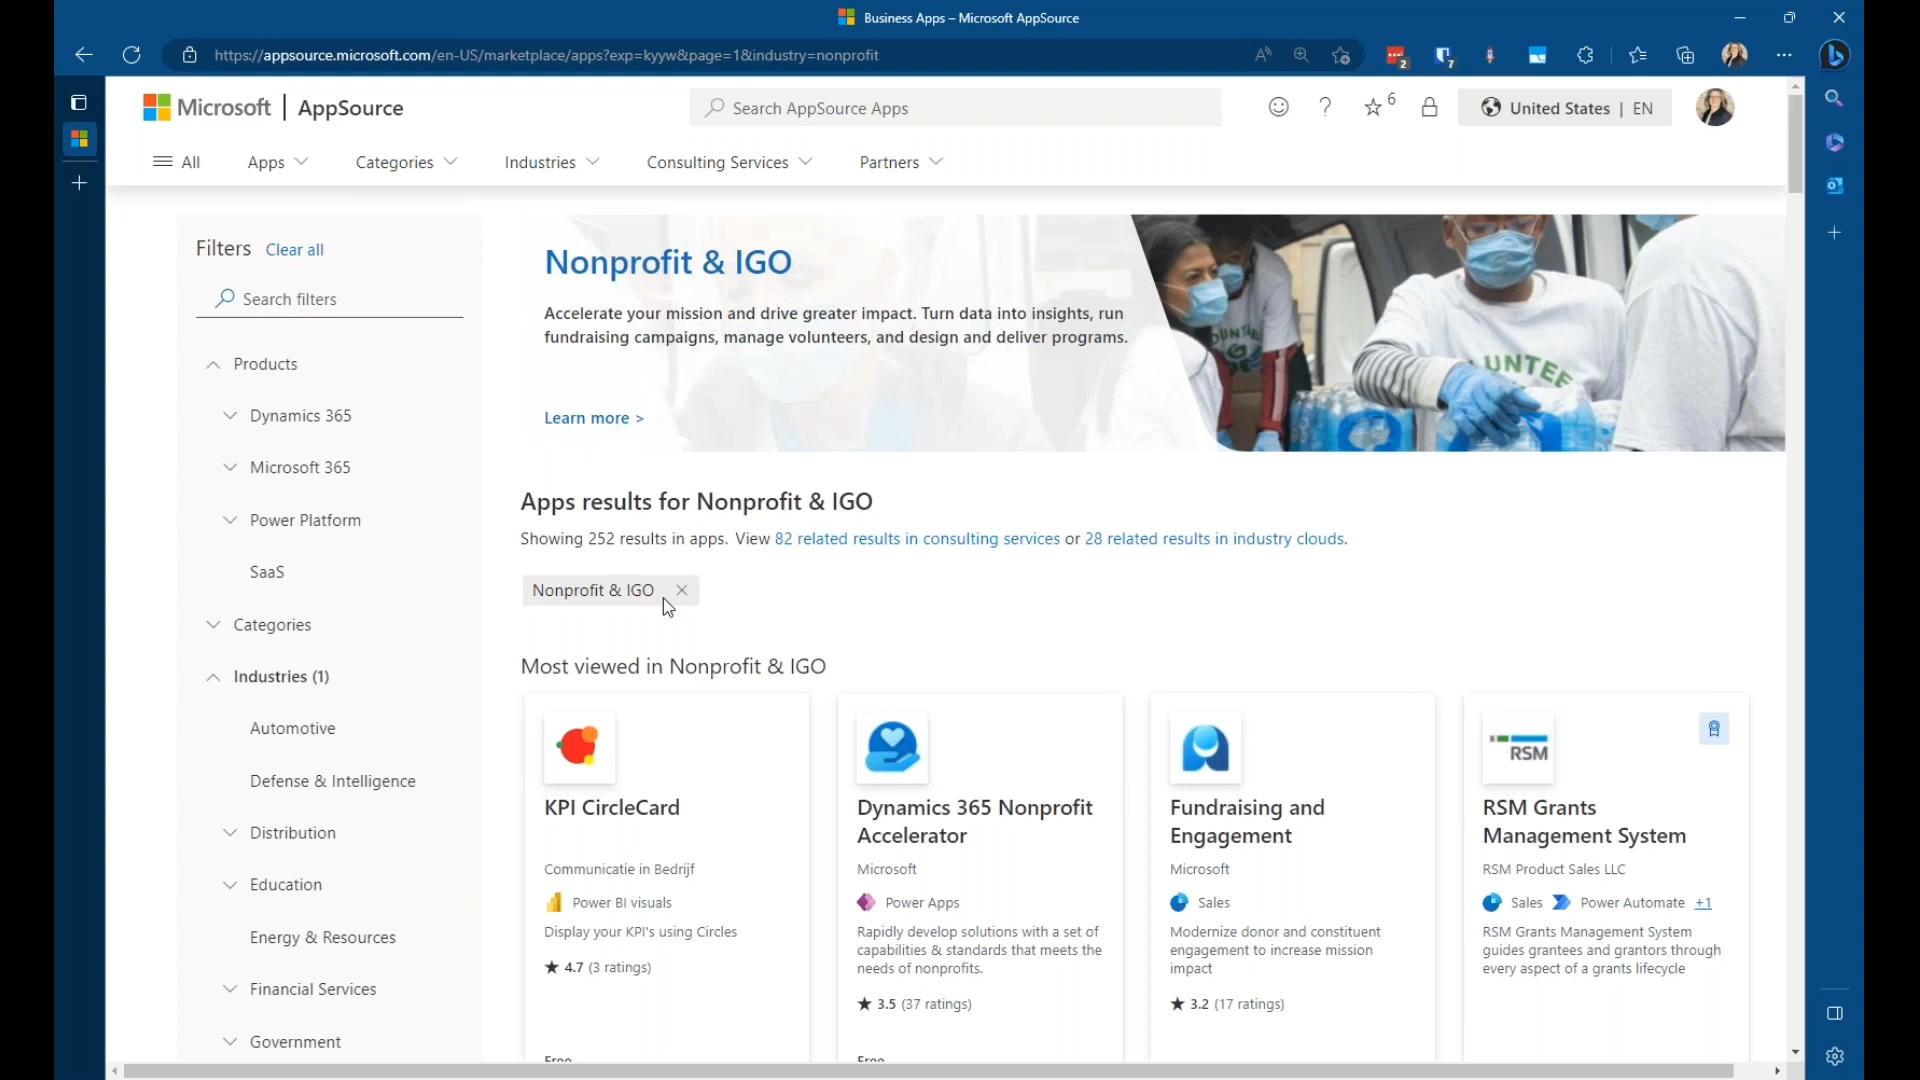 Business Apps – Microsoft AppSource
https://appsource.microsoft.com/en-US/marketplace/apps?exp=kyyw&page=1&industry=nonprofit
2
7
Microsoft | AppSource
Search AppSource Apps
6
United States | EN
All
Apps
Categories
Industries
Consulting Services
Partners
Filters
Clear all
Search filters
Products
Dynamics 365
Microsoft 365
Power Platform
SaaS
Categories
Industries (1)
Automotive
Defense & Intelligence
Distribution
Education
Energy & Resources
Financial Services
Government
Nonprofit & IGO
Accelerate your mission and drive greater impact. Turn data into insights, run
fundraising campaigns, manage volunteers, and design and deliver programs.
Learn more >
Apps results for Nonprofit & IGO
Showing 252 results in apps. View 82 related results in consulting services or 28 related results in industry clouds.
Nonprofit & IGO
Most viewed in Nonprofit & IGO
KPI CircleCard
Communicatie in Bedrijf
Power BI visuals
Display your KPI's using Circles
4.7 (3 ratings)
Free
Dynamics 365 Nonprofit
Accelerator
Microsoft
Power Apps
Rapidly develop solutions with a set of
capabilities & standards that meets the
needs of nonprofits.
3.5 (37 ratings)
Free
Fundraising and
Engagement
Microsoft
Sales
Modernize donor and constituent
engagement to increase mission
impact
3.2 (17 ratings)
RSM
RSM Grants
Management System
RSM Product Sales LLC
Sales
Power Automate
+1
RSM Grants Management System
guides grantees and grantors through
every aspect of a grants lifecycle